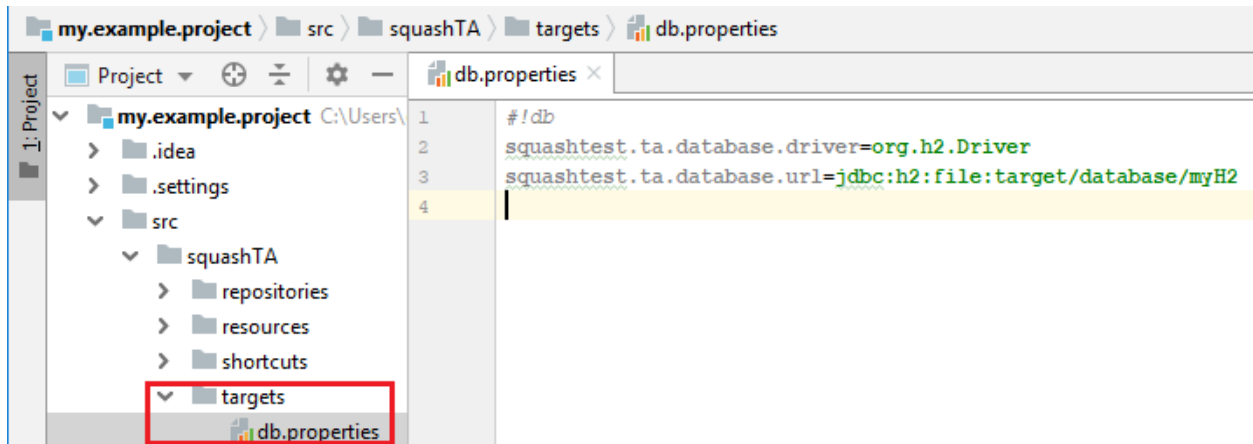 my.example.project src squashTA targets db.properties
1: Project
Project
db.properties
my.example.project C:\Users\
.idea
.settings
src
squashTA
repositories
resources
shortcuts
targets
db.properties
1 #!db
2 squashtest.ta.database.driver=org.h2.Driver
3 squashtest.ta.database.url=jdbc:h2:file:target/database/myH2
4